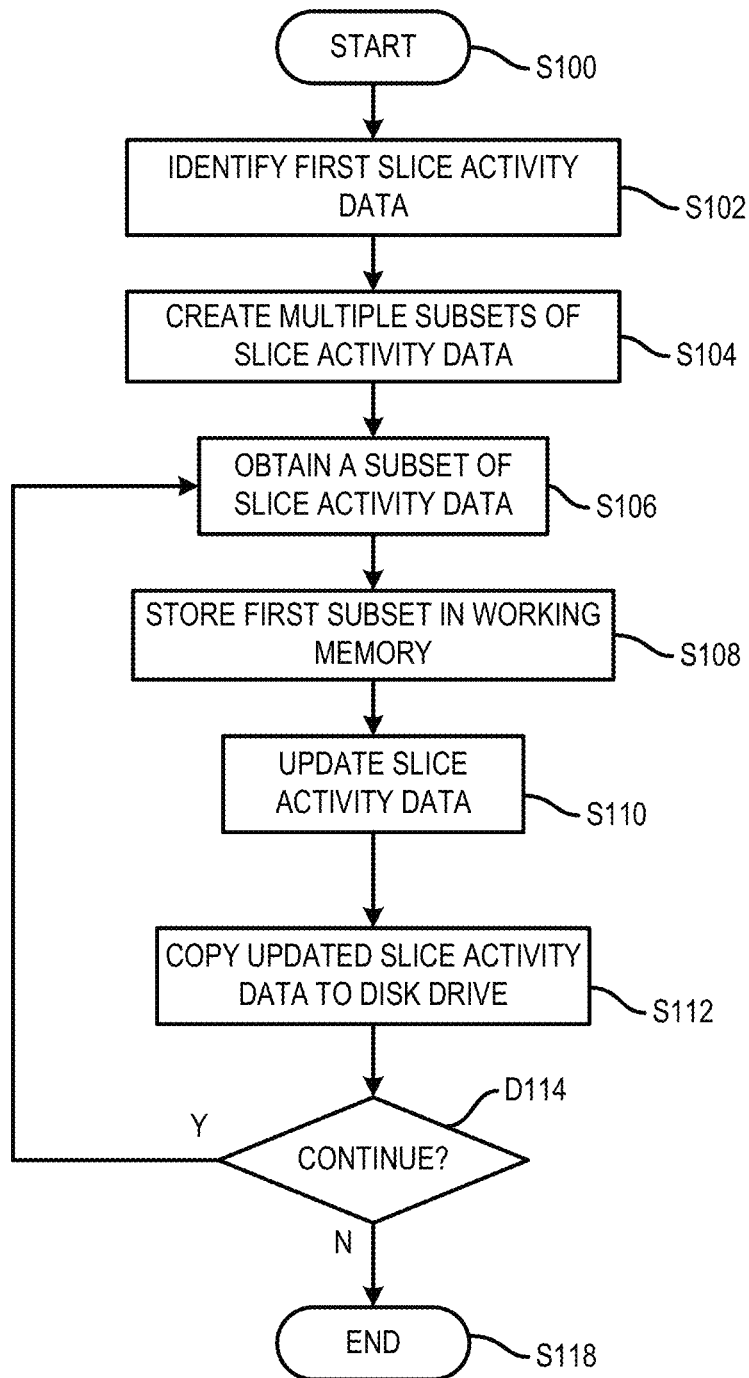 START
S100
IDENTIFY FIRST SLICE ACTIVITY
DATA
S102
CREATE MULTIPLE SUBSETS OF
SLICE ACTIVITY DATA
S104
OBTAIN A SUBSET OF
SLICE ACTIVITY DATA
S106
STORE FIRST SUBSET IN WORKING
MEMORY
S108
UPDATE SLICE
ACTIVITY DATA
S110
COPY UPDATED SLICE ACTIVITY
DATA TO DISK DRIVE
S112
D114
Y
CONTINUE?
N
END
S118